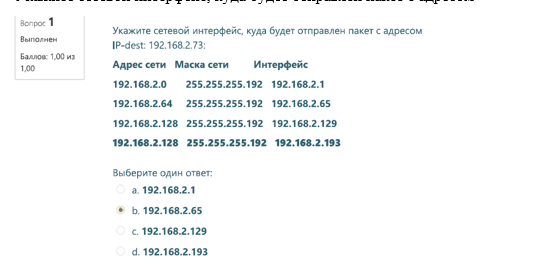 Вопрос 1
Выполнен
Баллов: 1,00 из
1,00
Укажите сетевой интерфейс, куда будет отправлен пакет с адресом
IP-dest: 192.168.2.73:
Адрес сети Маска сети Интерфейс
192.168.2.0 255.255.255.192 192.168.2.1
192.168.2.64 255.255.255.192 192.168.2.65
192.168.2.128 255.255.255.192 192.168.2.129
192.168.2.128 255.255.255.192 192.168.2.193
Выберите один ответ:
a. 192.168.2.1
b. 192.168.2.65
c. 192.168.2.129
d. 192.168.2.193